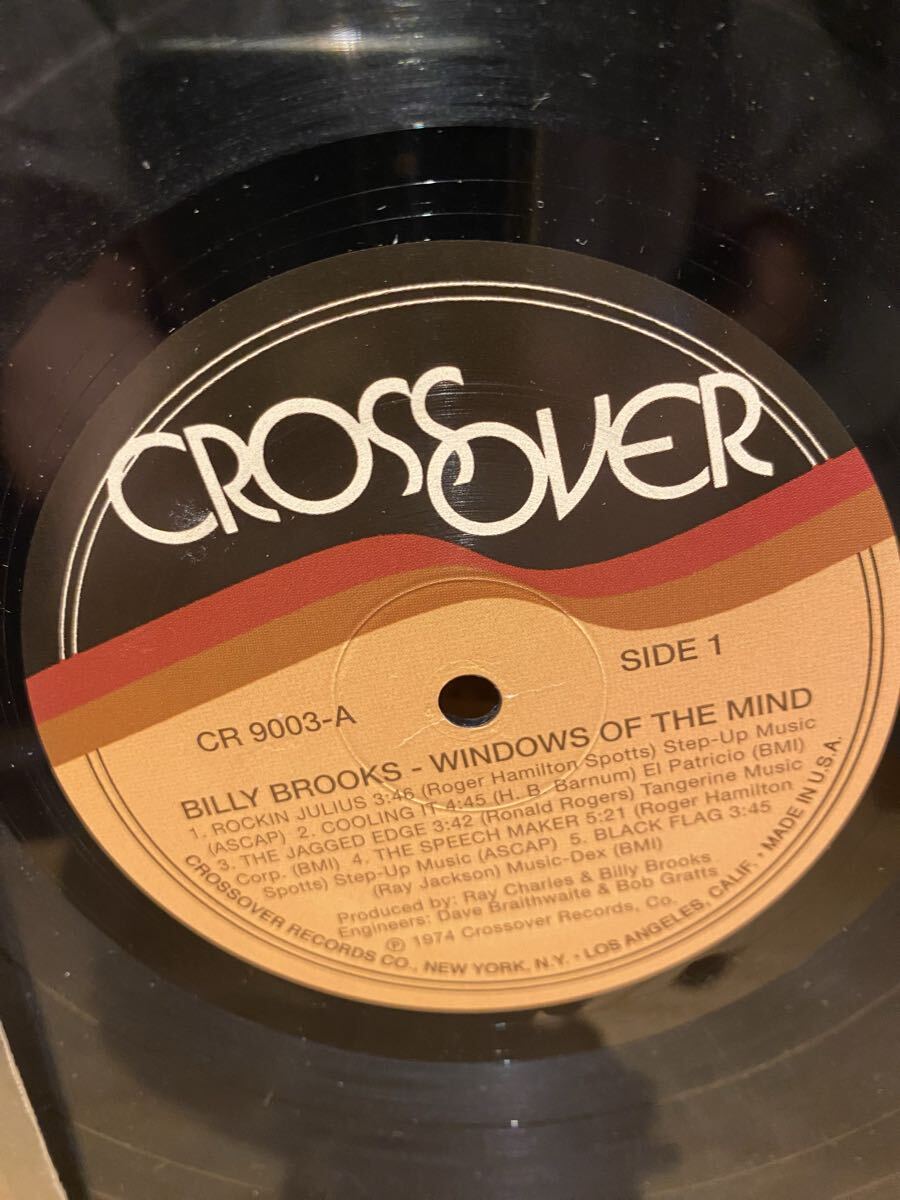 CROSSOVER
SIDE 1
CR 9003-A
BILLY BROOKS - WINDOWS OF THE MIND
1. ROCKIN JULIUS 3:46 (Roger Hamilton Spotts) Step-Up Music
(ASCAP) 2. COOLING IT 4:45 (H. B. Barnum) El Patricio (BMI)
3. THE JAGGED EDGE 3:42 (Ronald Rogers) Tangerine Music
Corp. (BMI) 4. THE SPEECH MAKER 5:21 (Roger Hamilton
Spotts) Step-Up Music (ASCAP) 5. BLACK FLAG 3:45
(Ray Jackson) Music-Dex (BMI)
Produced by: Ray Charles & Billy Brooks
Engineers: Dave Braithwaite & Bob Gratts
℗ 1974 Crossover Records, Co.
CROSSOVER RECORDS CO., NEW YORK, N.Y. • LOS ANGELES, CALIF. • MADE IN U.S.A.